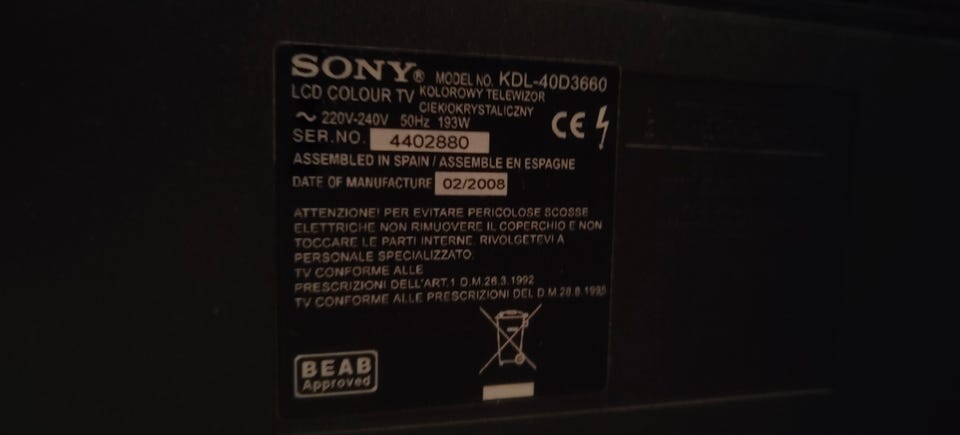 SONY® MODEL NO. KDL-40D3660
LCD COLOUR TV KOLOROWY TELEWIZOR
CIEKŁOKRYSTALICZNY
~ 220V-240V 50Hz 193W
CE
SER.NO. 4402880
ASSEMBLED IN SPAIN / ASSEMBLE EN ESPAGNE
DATE OF MANUFACTURE 02/2008
ATTENZIONE! PER EVITARE PERICOLOSE SCOSSE
ELETTRICHE NON RIMUOVERE IL COPERCHIO E NON
TOCCARE LE PARTI INTERNE. RIVOLGETEVI A
PERSONALE SPECIALIZZATO.
TV CONFORME ALLE
PRESCRIZIONI DELL'ART.1 D.M.26.3.1992
TV CONFORME ALLE PRESCRIZIONI DEL D.M.28.8.1995
BEAB
Approved